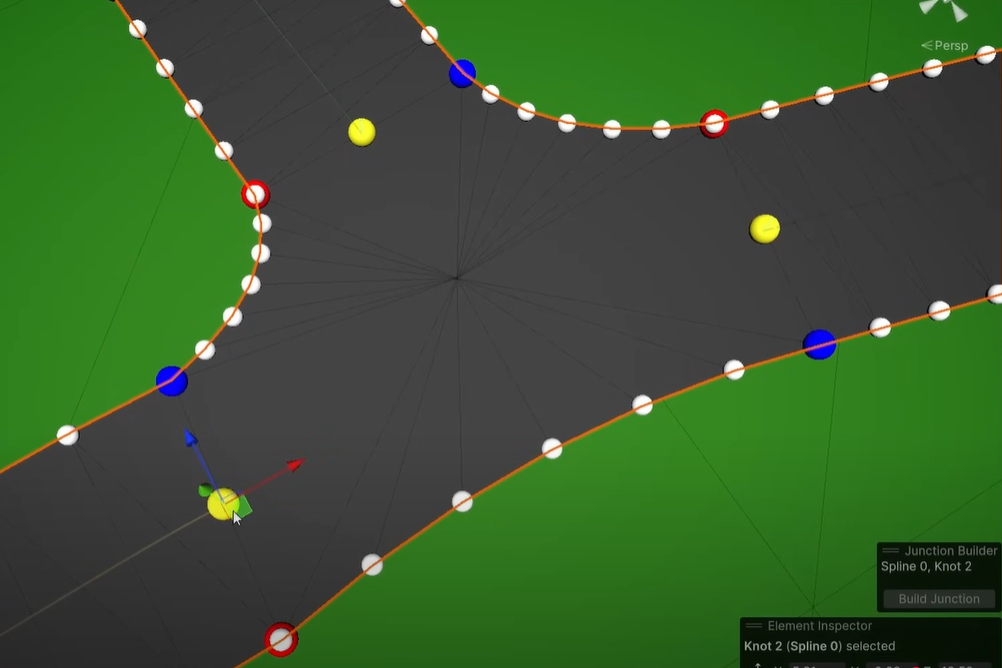 Persp
Junction Builder
Spline 0, Knot 2
Build Junction
Element Inspector
Knot 2 (Spline 0) selected